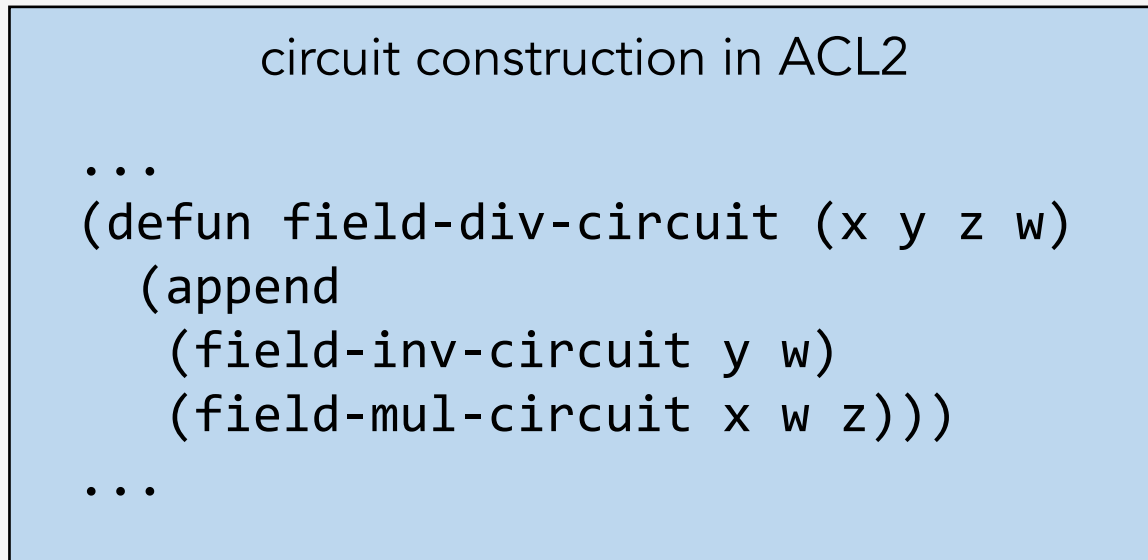 circuit construction in ACL2
...
(defun field-div-circuit (x y z w)
  (append
   (field-inv-circuit y w)
   (field-mul-circuit x w z)))
...